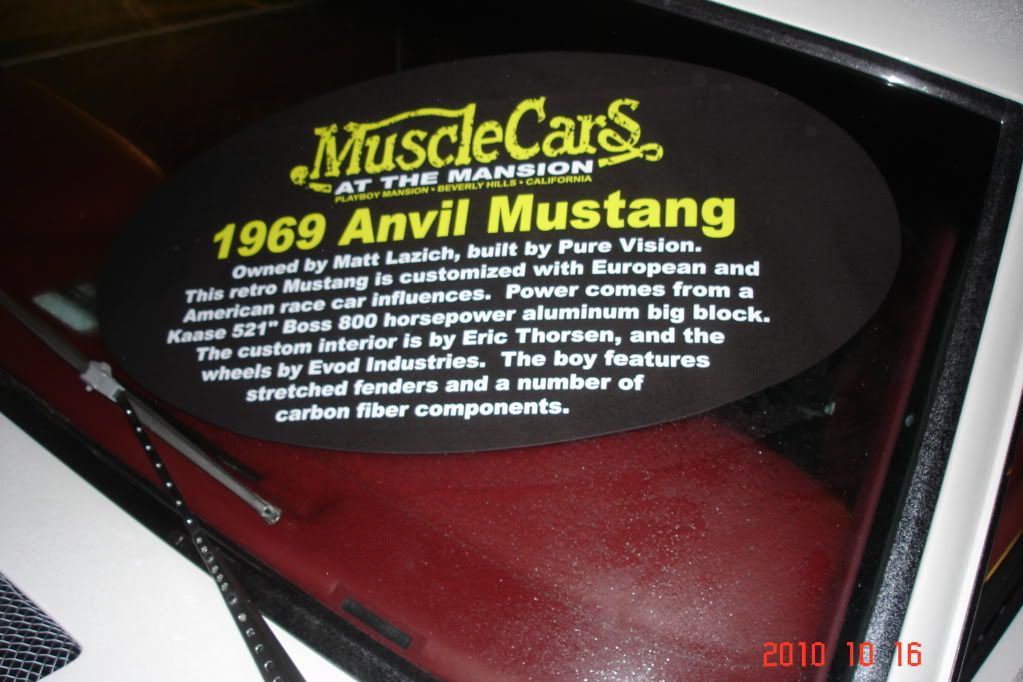 MuscleCars
AT THE MANSION
PLAYBOY MANSION • BEVERLY HILLS • CALIFORNIA
1969 Anvil Mustang
Owned by Matt Lazich, built by Pure Vision.
This retro Mustang is customized with European and
American race car influences. Power comes from a
Kaase 521" Boss 800 horsepower aluminum big block.
The custom interior is by Eric Thorsen, and the
wheels by Evod Industries. The boy features
stretched fenders and a number of
carbon fiber components.
2010 10 16